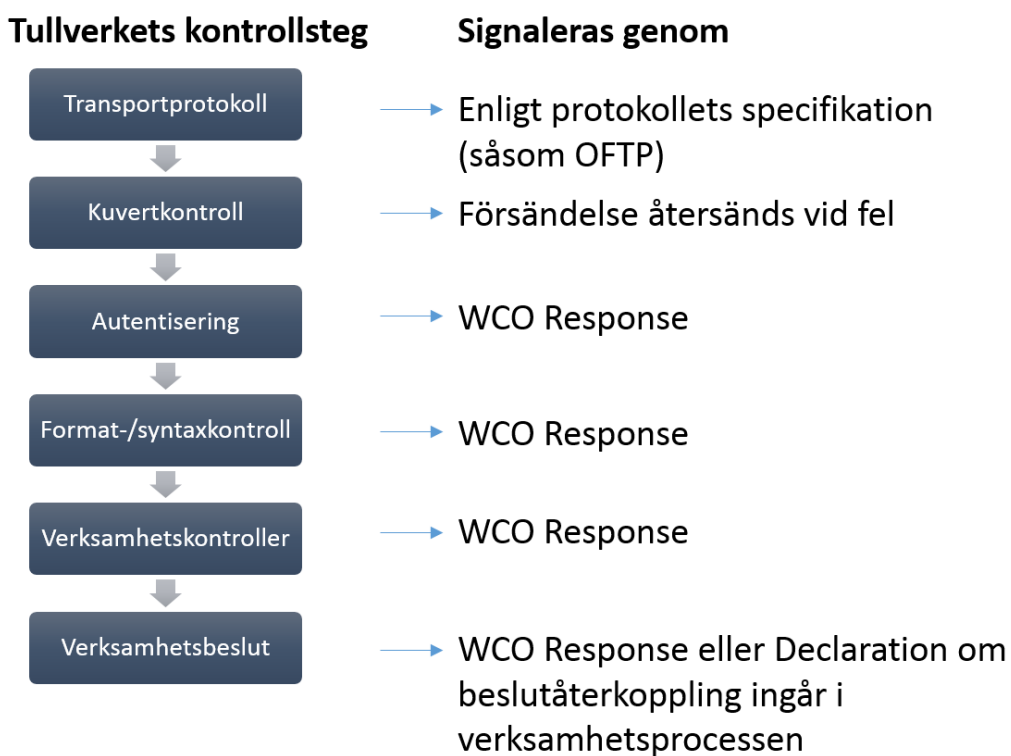 Tullverkets kontrollsteg
Signaleras genom
Transportprotokoll
Enligt protokollets specifikation
(såsom OFTP)
Kuvertkontroll
Försändelse återsänds vid fel
Autentisering
WCO Response
Format-/syntaxkontroll
WCO Response
Verksamhetskontroller
WCO Response
Verksamhetsbeslut
WCO Response eller Declaration om
beslutåterkoppling ingår i
verksamhetsprocessen